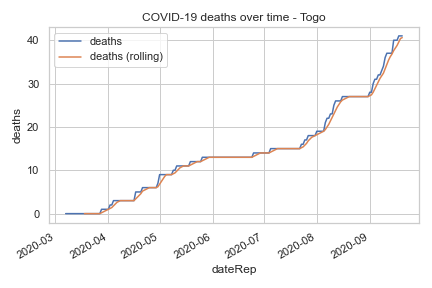 COVID-19 deaths over time - Togo
deaths
deaths (rolling)
40
30
20
10
0
deaths
2020-03
2020-04
2020-05
2020-06
2020-07
2020-08
2020-09
dateRep